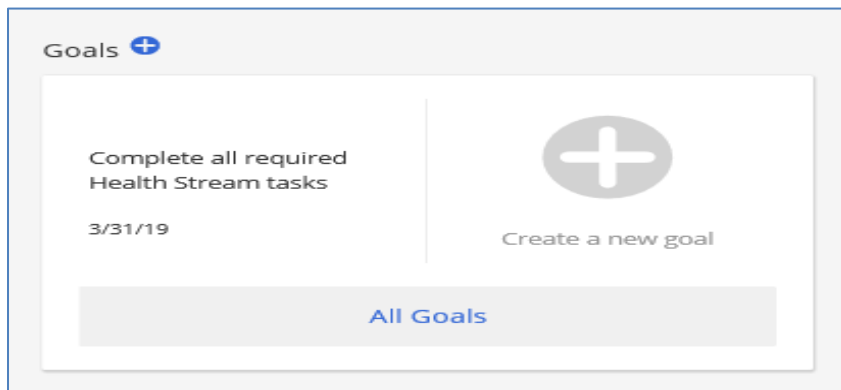 Goals
Complete all required
Health Stream tasks
3/31/19
Create a new goal
All Goals